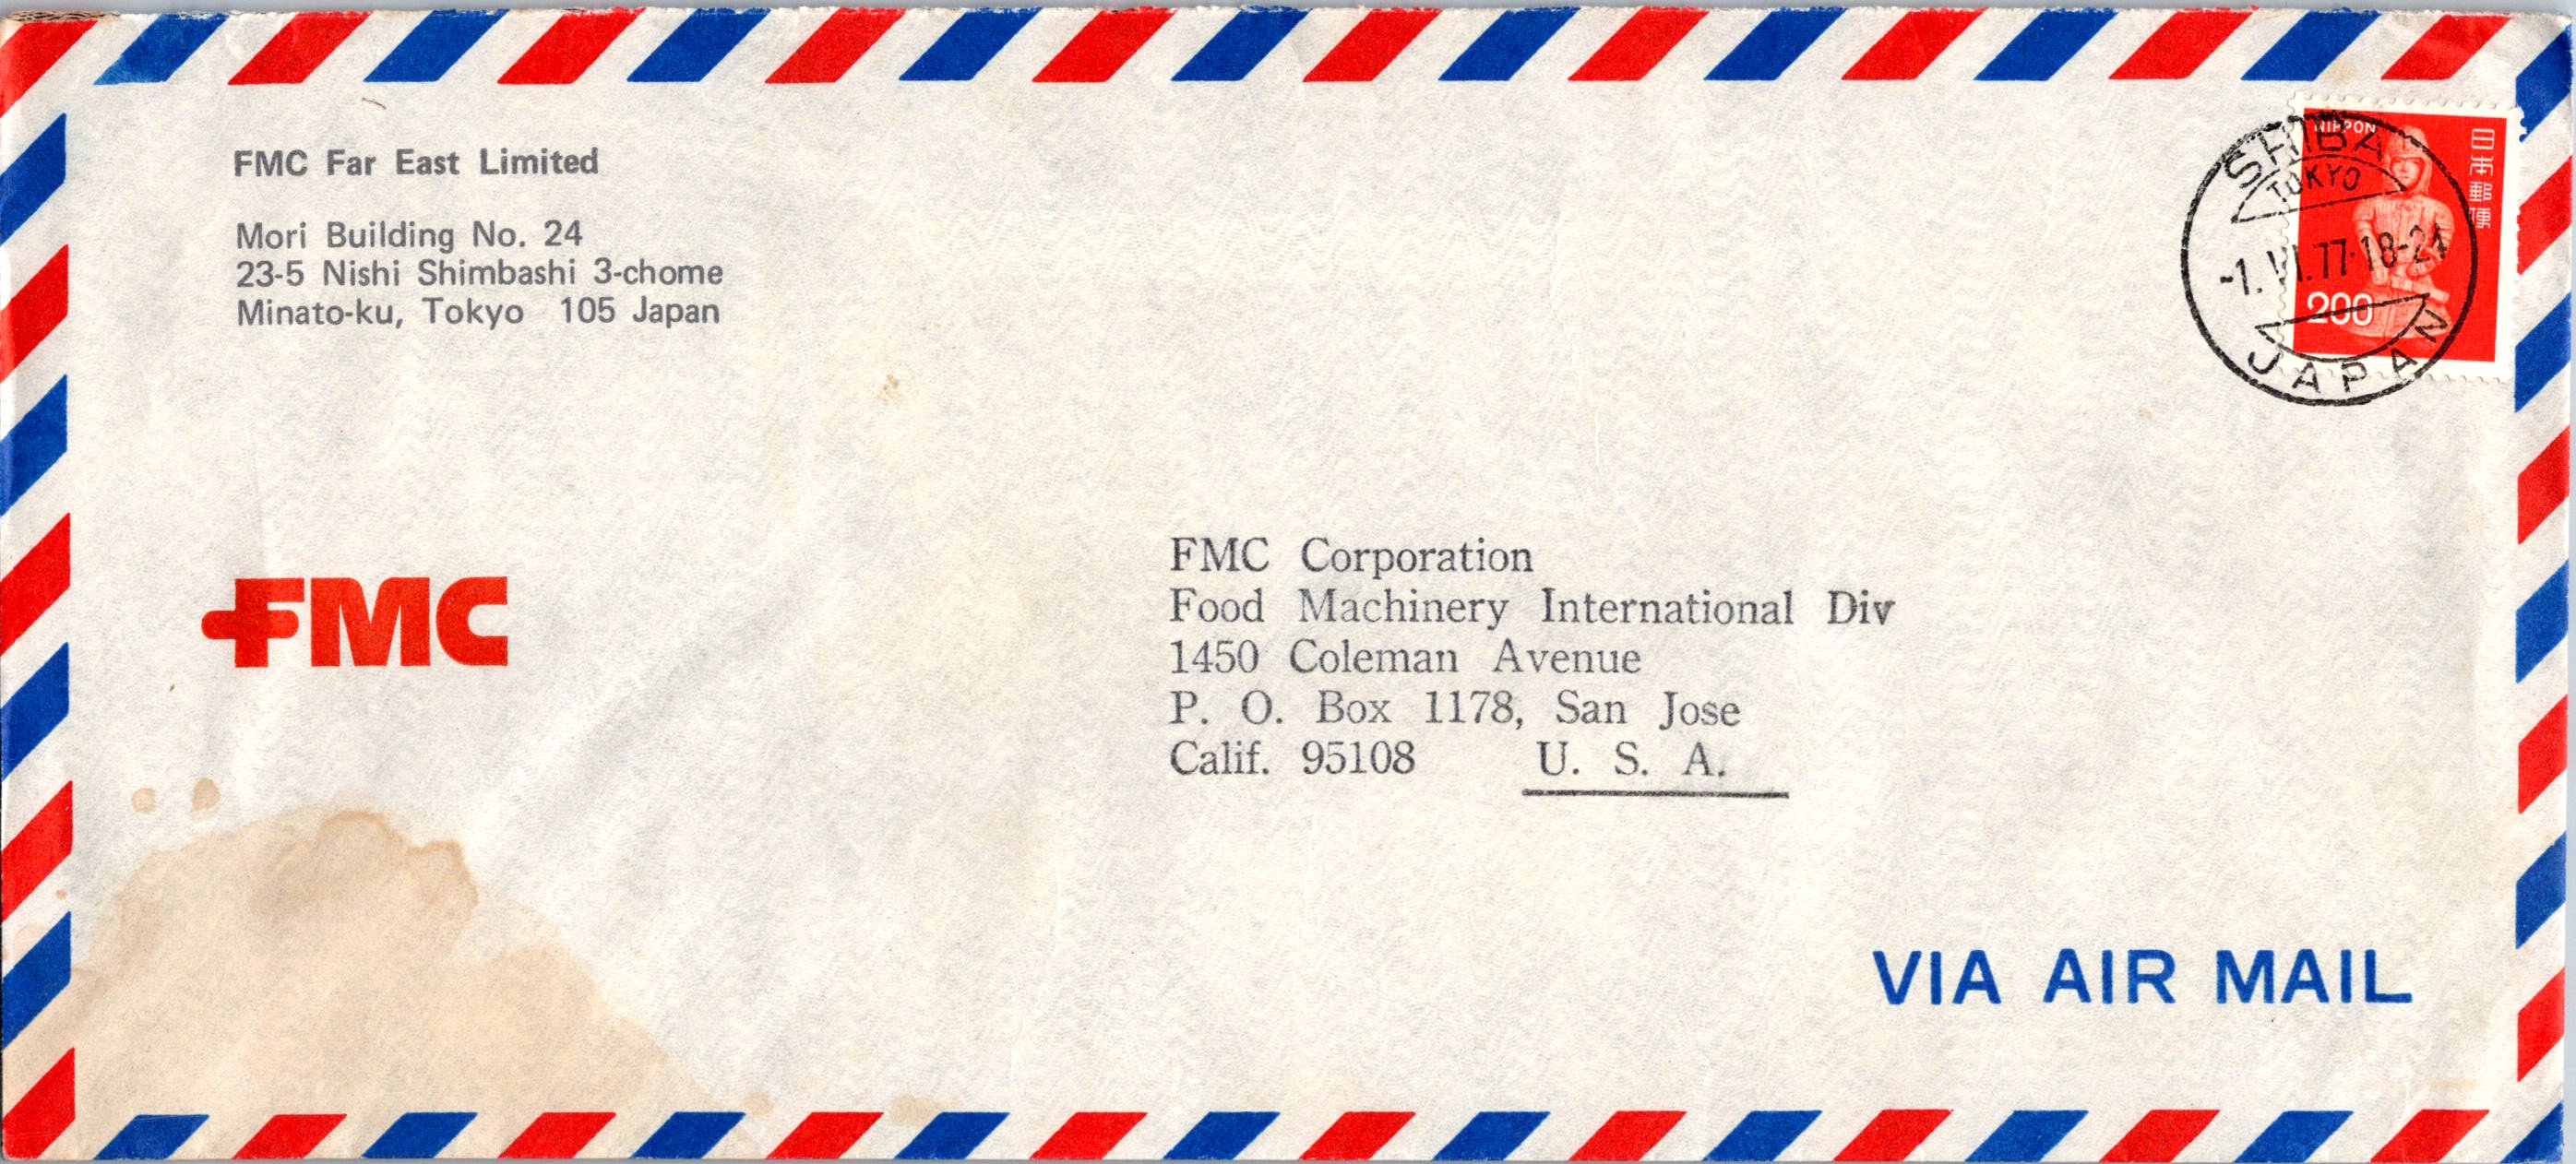 FMC Far East Limited
Mori Building No. 24
23-5 Nishi Shimbashi 3-chome
Minato-ku, Tokyo 105 Japan
NIPPON
日本郵便
200
SHIBA
TOKYO
-1.VI.77.18-24
JAPAN
FMC
FMC Corporation
Food Machinery International Div
1450 Coleman Avenue
P. O. Box 1178, San Jose
Calif. 95108 U. S. A.
VIA AIR MAIL